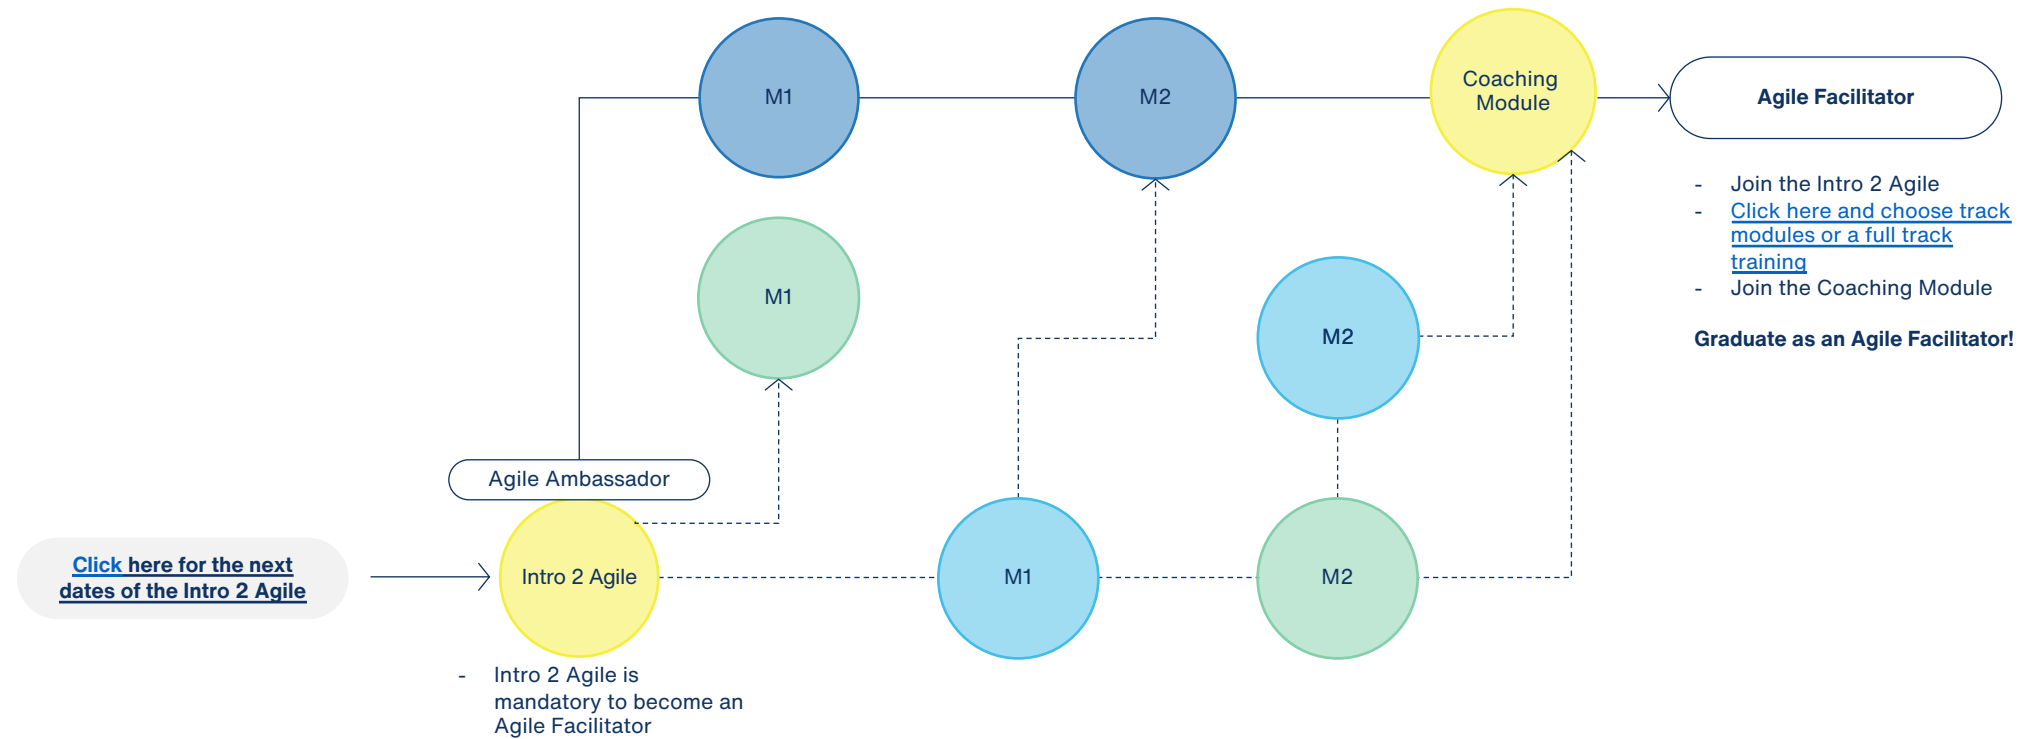 M1
M2
Coaching
Module
Agile Facilitator
- Join the Intro 2 Agile
- Click here and choose track
modules or a full track
training
- Join the Coaching Module
Graduate as an Agile Facilitator!
M1
M2
Agile Ambassador
Click here for the next
dates of the Intro 2 Agile
Intro 2 Agile
M1
M2
- Intro 2 Agile is
mandatory to become an
Agile Facilitator